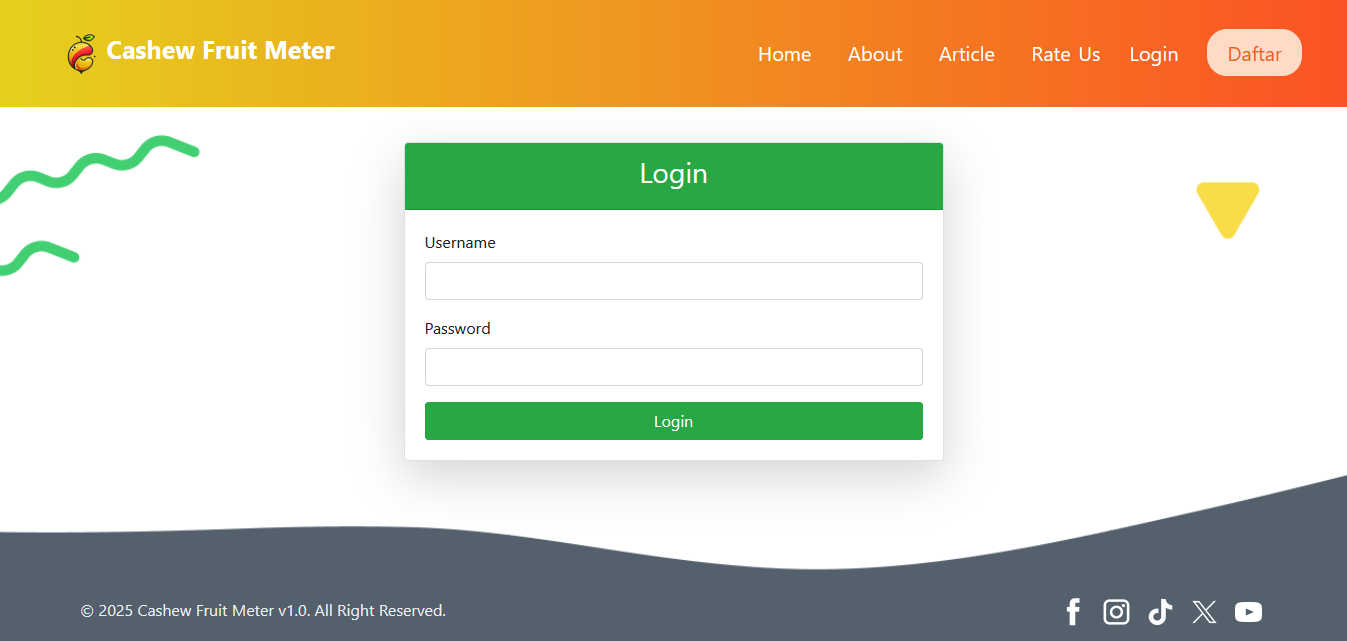 Cashew Fruit Meter
Home About Article Rate Us Login Daftar
Login
Username
Password
Login
© 2025 Cashew Fruit Meter v1.0. All Right Reserved.